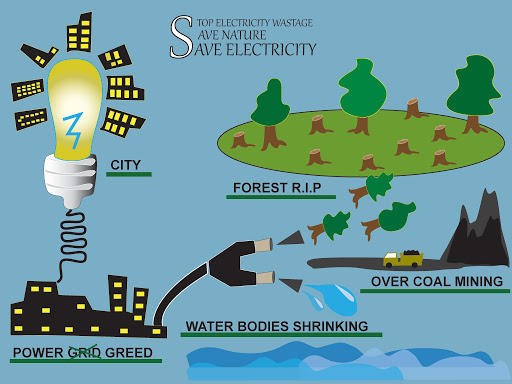 STOP ELECTRICITY WASTAGE
SAVE NATURE
SAVE ELECTRICITY
CITY
FOREST R.I.P
OVER COAL MINING
WATER BODIES SHRINKING
POWER GRID GREED